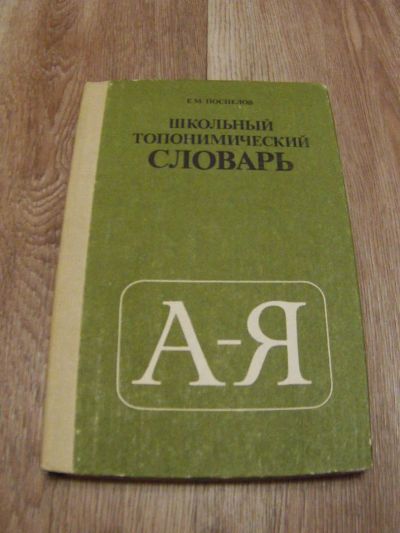 Е. М. ПОСПЕЛОВ
ШКОЛЬНЫЙ
ТОПОНИМИЧЕСКИЙ
СЛОВАРЬ
А-Я